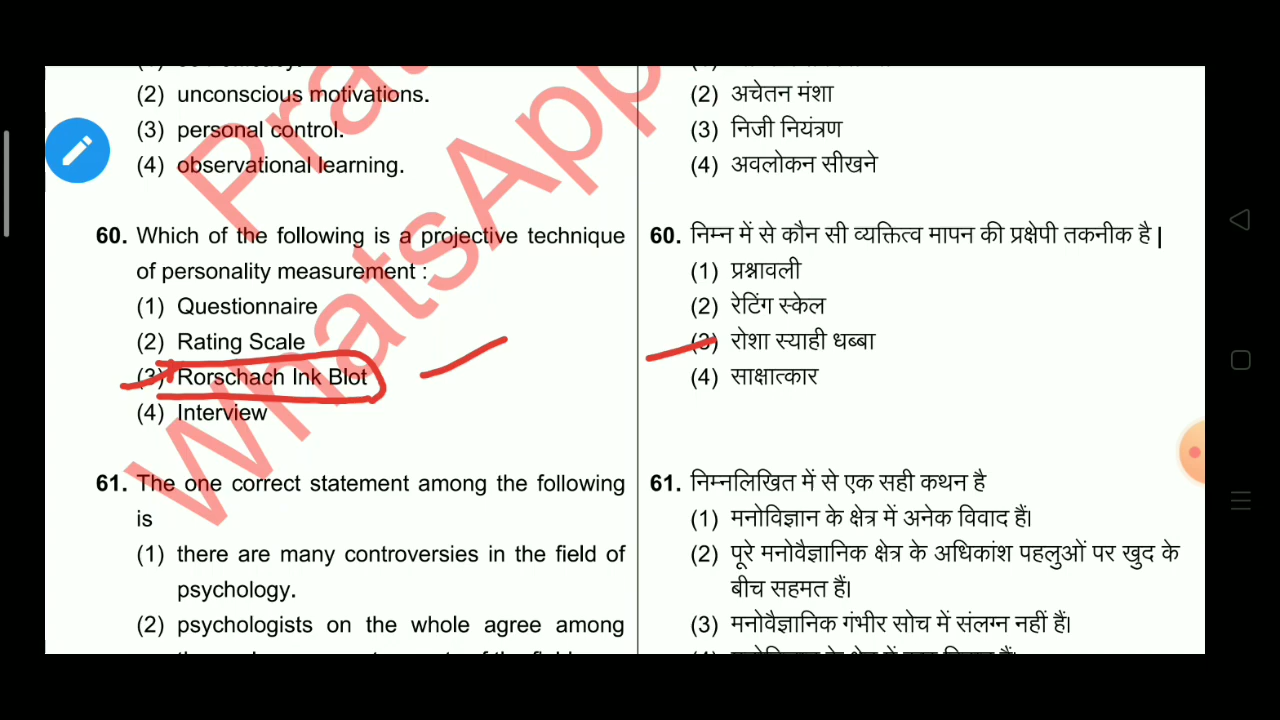 (2) unconscious motivations.
(3) personal control.
(4) observational learning.
60. Which of the following is a projective technique
of personality measurement :
(1) Questionnaire
(2) Rating Scale
(3) Rorschach Ink Blot
(4) Interview
61. The one correct statement among the following
is
(1) there are many controversies in the field of
psychology.
(2) psychologists on the whole agree among
(2) अचेतन मंशा
(3) निजी नियंत्रण
(4) अवलोकन सीखने
60. निम्न में से कौन सी व्यक्तित्व मापन की प्रक्षेपी तकनीक है |
(1) प्रश्नावली
(2) रेटिंग स्केल
(3) रोशा स्याही धब्बा
(4) साक्षात्कार
61. निम्नलिखित में से एक सही कथन है
(1) मनोविज्ञान के क्षेत्र में अनेक विवाद हैं।
(2) पूरे मनोवैज्ञानिक क्षेत्र के अधिकांश पहलुओं पर खुद के
बीच सहमत हैं।
(3) मनोवैज्ञानिक गंभीर सोच में संलग्न नहीं हैं।
WhatsApp